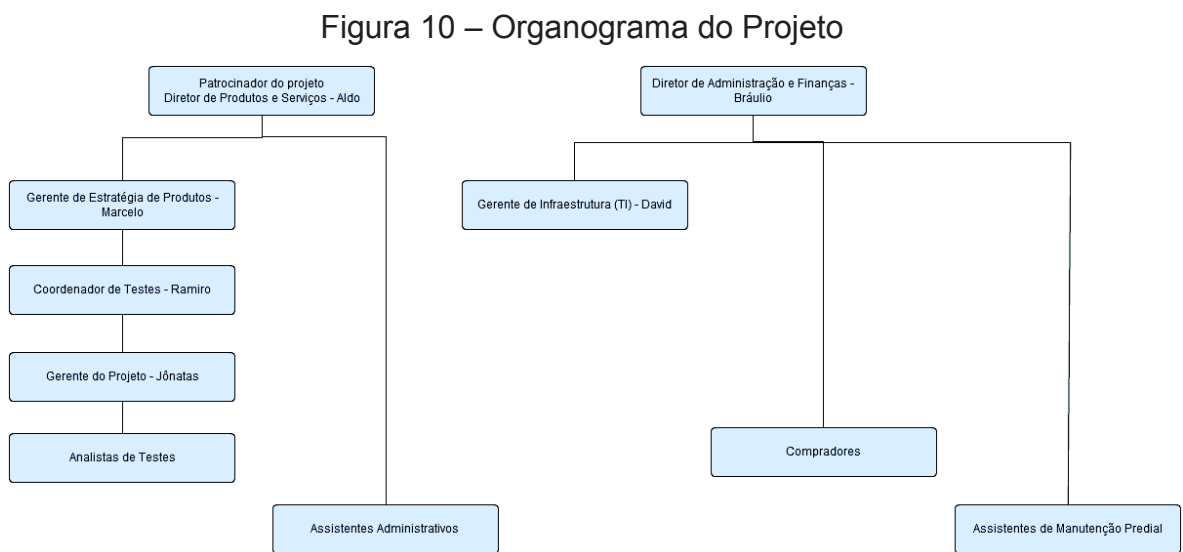 Figura 10 – Organograma do Projeto
Patrocinador do projeto
Diretor de Produtos e Serviços - Aldo
Diretor de Administração e Finanças -
Bráulio
Gerente de Estratégia de Produtos -
Marcelo
Gerente de Infraestrutura (TI) - David
Coordenador de Testes - Ramiro
Gerente do Projeto - Jônatas
Analistas de Testes
Compradores
Assistentes Administrativos
Assistentes de Manutenção Predial